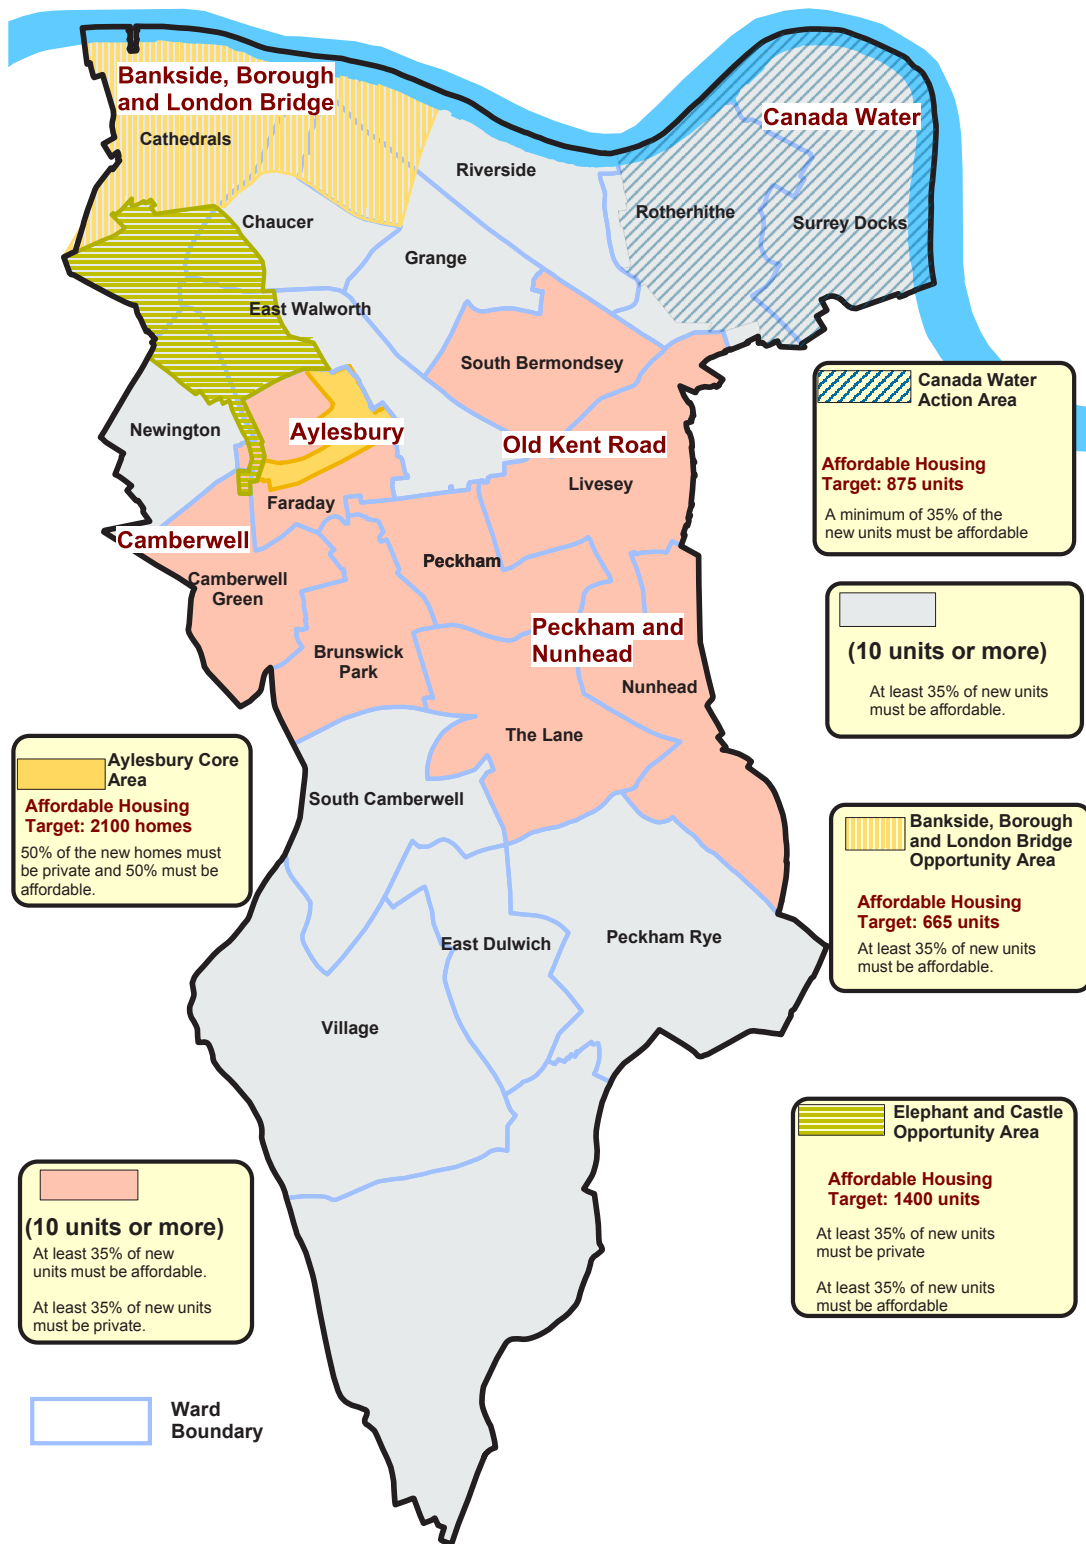 Bankside, Borough
and London Bridge
Cathedrals
Canada Water
Riverside
Rotherhithe
Chaucer
Surrey Docks
Grange
East Walworth
South Bermondsey
Newington
Aylesbury
Old Kent Road
Livesey
Faraday
Camberwell
Peckham
Camberwell
Green
Peckham and
Nunhead
Brunswick
Park
Nunhead
The Lane
South Camberwell
East Dulwich
Peckham Rye
Village
Canada Water
Action Area
Affordable Housing
Target: 875 units
A minimum of 35% of the
new units must be affordable
(10 units or more)
At least 35% of new units
must be affordable.
Aylesbury Core
Area
Affordable Housing
Target: 2100 homes
50% of the new homes must
be private and 50% must be
affordable.
Bankside, Borough
and London Bridge
Opportunity Area
Affordable Housing
Target: 665 units
At least 35% of new units
must be affordable.
Elephant and Castle
Opportunity Area
Affordable Housing
Target: 1400 units
At least 35% of new units
must be private
At least 35% of new units
must be affordable
(10 units or more)
At least 35% of new
units must be affordable.
At least 35% of new units
must be private.
Ward
Boundary